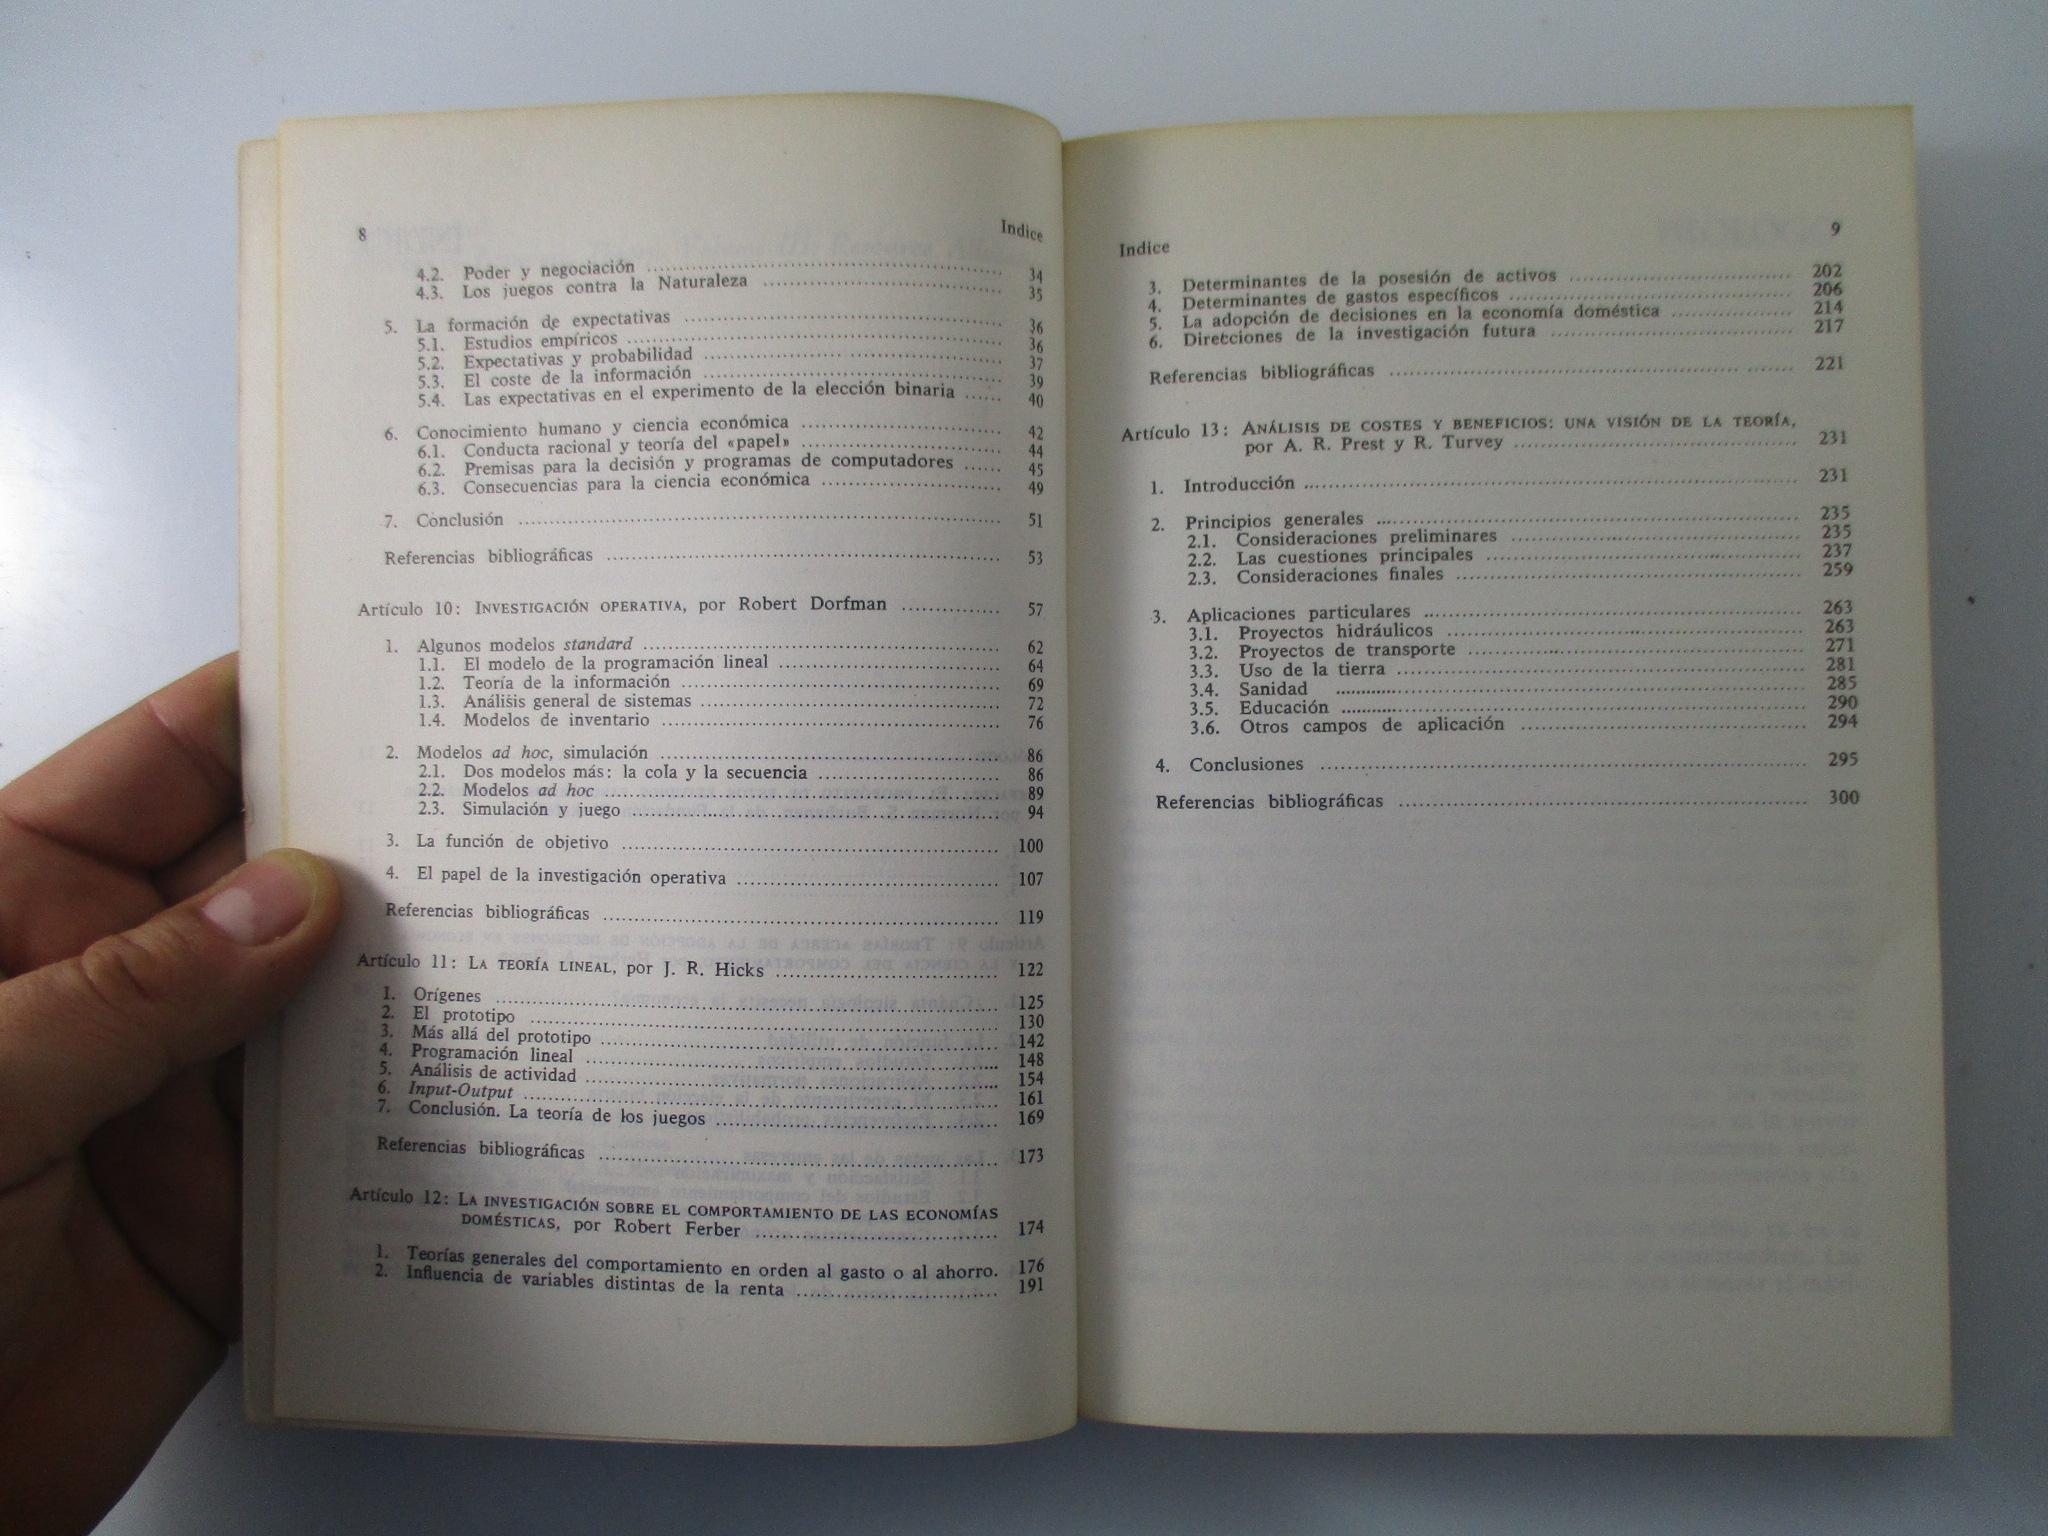 8
Indice
4.2. Poder y negociación ........ 34
4.3. Los juegos contra la Naturaleza ........ 35
5. La formación de expectativas ........ 36
5.1. Estudios empíricos ........ 36
5.2. Expectativas y probabilidad ........ 37
5.3. El coste de la información ........ 39
5.4. Las expectativas en el experimento de la elección binaria ...... 40
6. Conocimiento humano y ciencia económica ........ 42
6.1. Conducta racional y teoría del «papel» ........ 44
6.2. Premisas para la decisión y programas de computadores ...... 45
6.3. Consecuencias para la ciencia económica ........ 49
7. Conclusión ........ 51
Referencias bibliográficas ........ 53
Artículo 10: INVESTIGACIÓN OPERATIVA, por Robert Dorfman ........ 57
1. Algunos modelos standard ........ 62
1.1. El modelo de la programación lineal ........ 64
1.2. Teoría de la información ........ 69
1.3. Análisis general de sistemas ........ 72
1.4. Modelos de inventario ........ 76
2. Modelos ad hoc, simulación ........ 86
2.1. Dos modelos más: la cola y la secuencia ........ 86
2.2. Modelos ad hoc ........ 89
2.3. Simulación y juego ........ 94
3. La función de objetivo ........ 100
4. El papel de la investigación operativa ........ 107
Referencias bibliográficas ........ 119
Artículo 11: LA TEORÍA LINEAL, por J. R. Hicks ........ 122
1. Orígenes ........ 125
2. El prototipo ........ 130
3. Más allá del prototipo ........ 142
4. Programación lineal ........ 148
5. Análisis de actividad ........ 154
6. Input-Output ........ 161
7. Conclusión. La teoría de los juegos ........ 169
Referencias bibliográficas ........ 173
Artículo 12: LA INVESTIGACIÓN SOBRE EL COMPORTAMIENTO DE LAS ECONOMÍAS
DOMÉSTICAS, por Robert Ferber ........ 174
1. Teorías generales del comportamiento en orden al gasto o al ahorro. 176
2. Influencia de variables distintas de la renta ........ 191
Indice
9
3. Determinantes de la posesión de activos ........ 202
4. Determinantes de gastos específicos ........ 206
5. La adopción de decisiones en la economía doméstica ........ 214
6. Direcciones de la investigación futura ........ 217
Referencias bibliográficas ........ 221
Artículo 13: ANÁLISIS DE COSTES Y BENEFICIOS: UNA VISIÓN DE LA TEORÍA,
por A. R. Prest y R. Turvey ........ 231
1. Introducción ........ 231
2. Principios generales ........ 235
2.1. Consideraciones preliminares ........ 235
2.2. Las cuestiones principales ........ 237
2.3. Consideraciones finales ........ 259
3. Aplicaciones particulares ........ 263
3.1. Proyectos hidráulicos ........ 263
3.2. Proyectos de transporte ........ 271
3.3. Uso de la tierra ........ 281
3.4. Sanidad ........ 285
3.5. Educación ........ 290
3.6. Otros campos de aplicación ........ 294
4. Conclusiones ........ 295
Referencias bibliográficas ........ 300